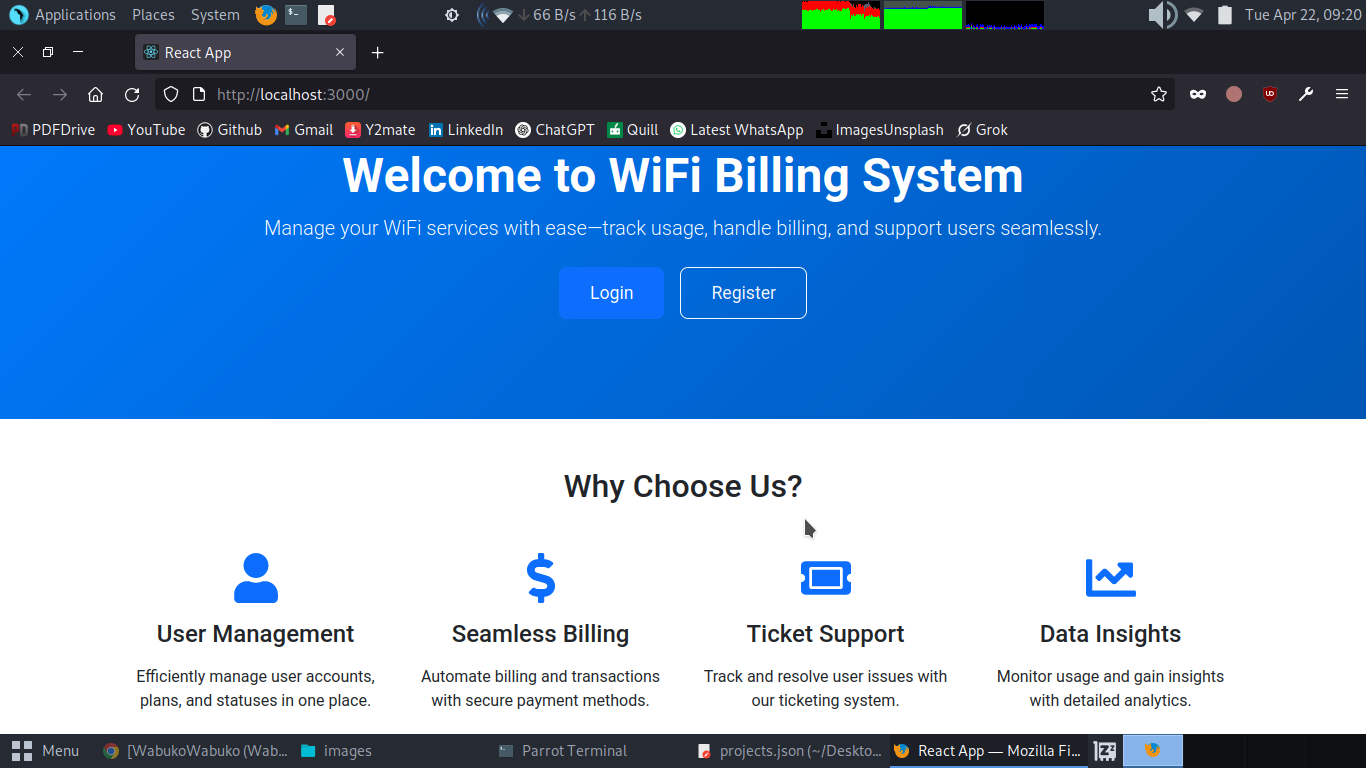 Applications Places System 66 B/s 116 B/s Tue Apr 22, 09:20
React App
http://localhost:3000/
PDFDrive YouTube Github Gmail Y2mate LinkedIn ChatGPT Quill Latest WhatsApp ImagesUnsplash Grok
Welcome to WiFi Billing System
Manage your WiFi services with ease—track usage, handle billing, and support users seamlessly.
Login Register
Why Choose Us?
User Management Seamless Billing Ticket Support Data Insights
Efficiently manage user accounts, Automate billing and transactions Track and resolve user issues with Monitor usage and gain insights
plans, and statuses in one place. with secure payment methods. our ticketing system. with detailed analytics.
Menu [WabukoWabuko (Wab... images Parrot Terminal projects.json (~/Deskto... React App — Mozilla Fi...